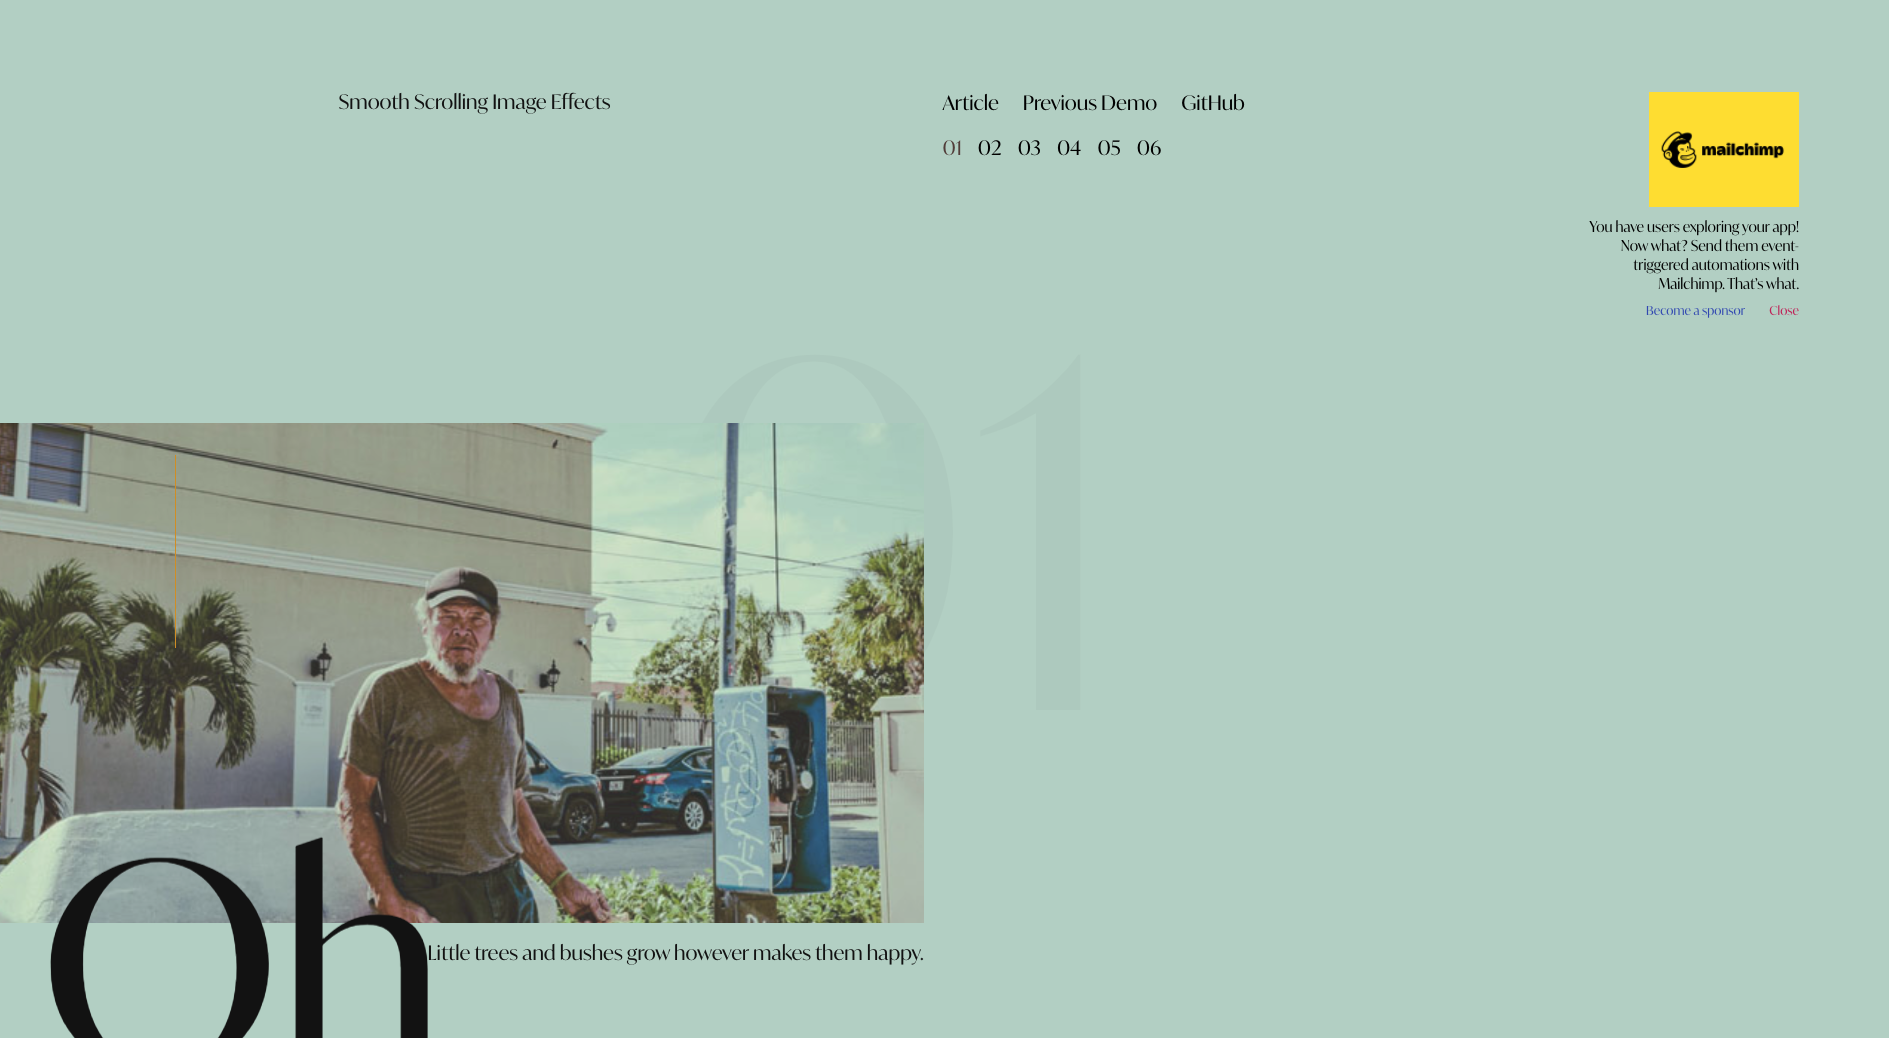 Smooth Scrolling Image Effects
Article Previous Demo GitHub
01 02 03 04 05 06
mailchimp
You have users exploring your app!
Now what? Send them event-
triggered automations with
Mailchimp. That's what.
Become a sponsor Close
01
Oh
Little trees and bushes grow however makes them happy.